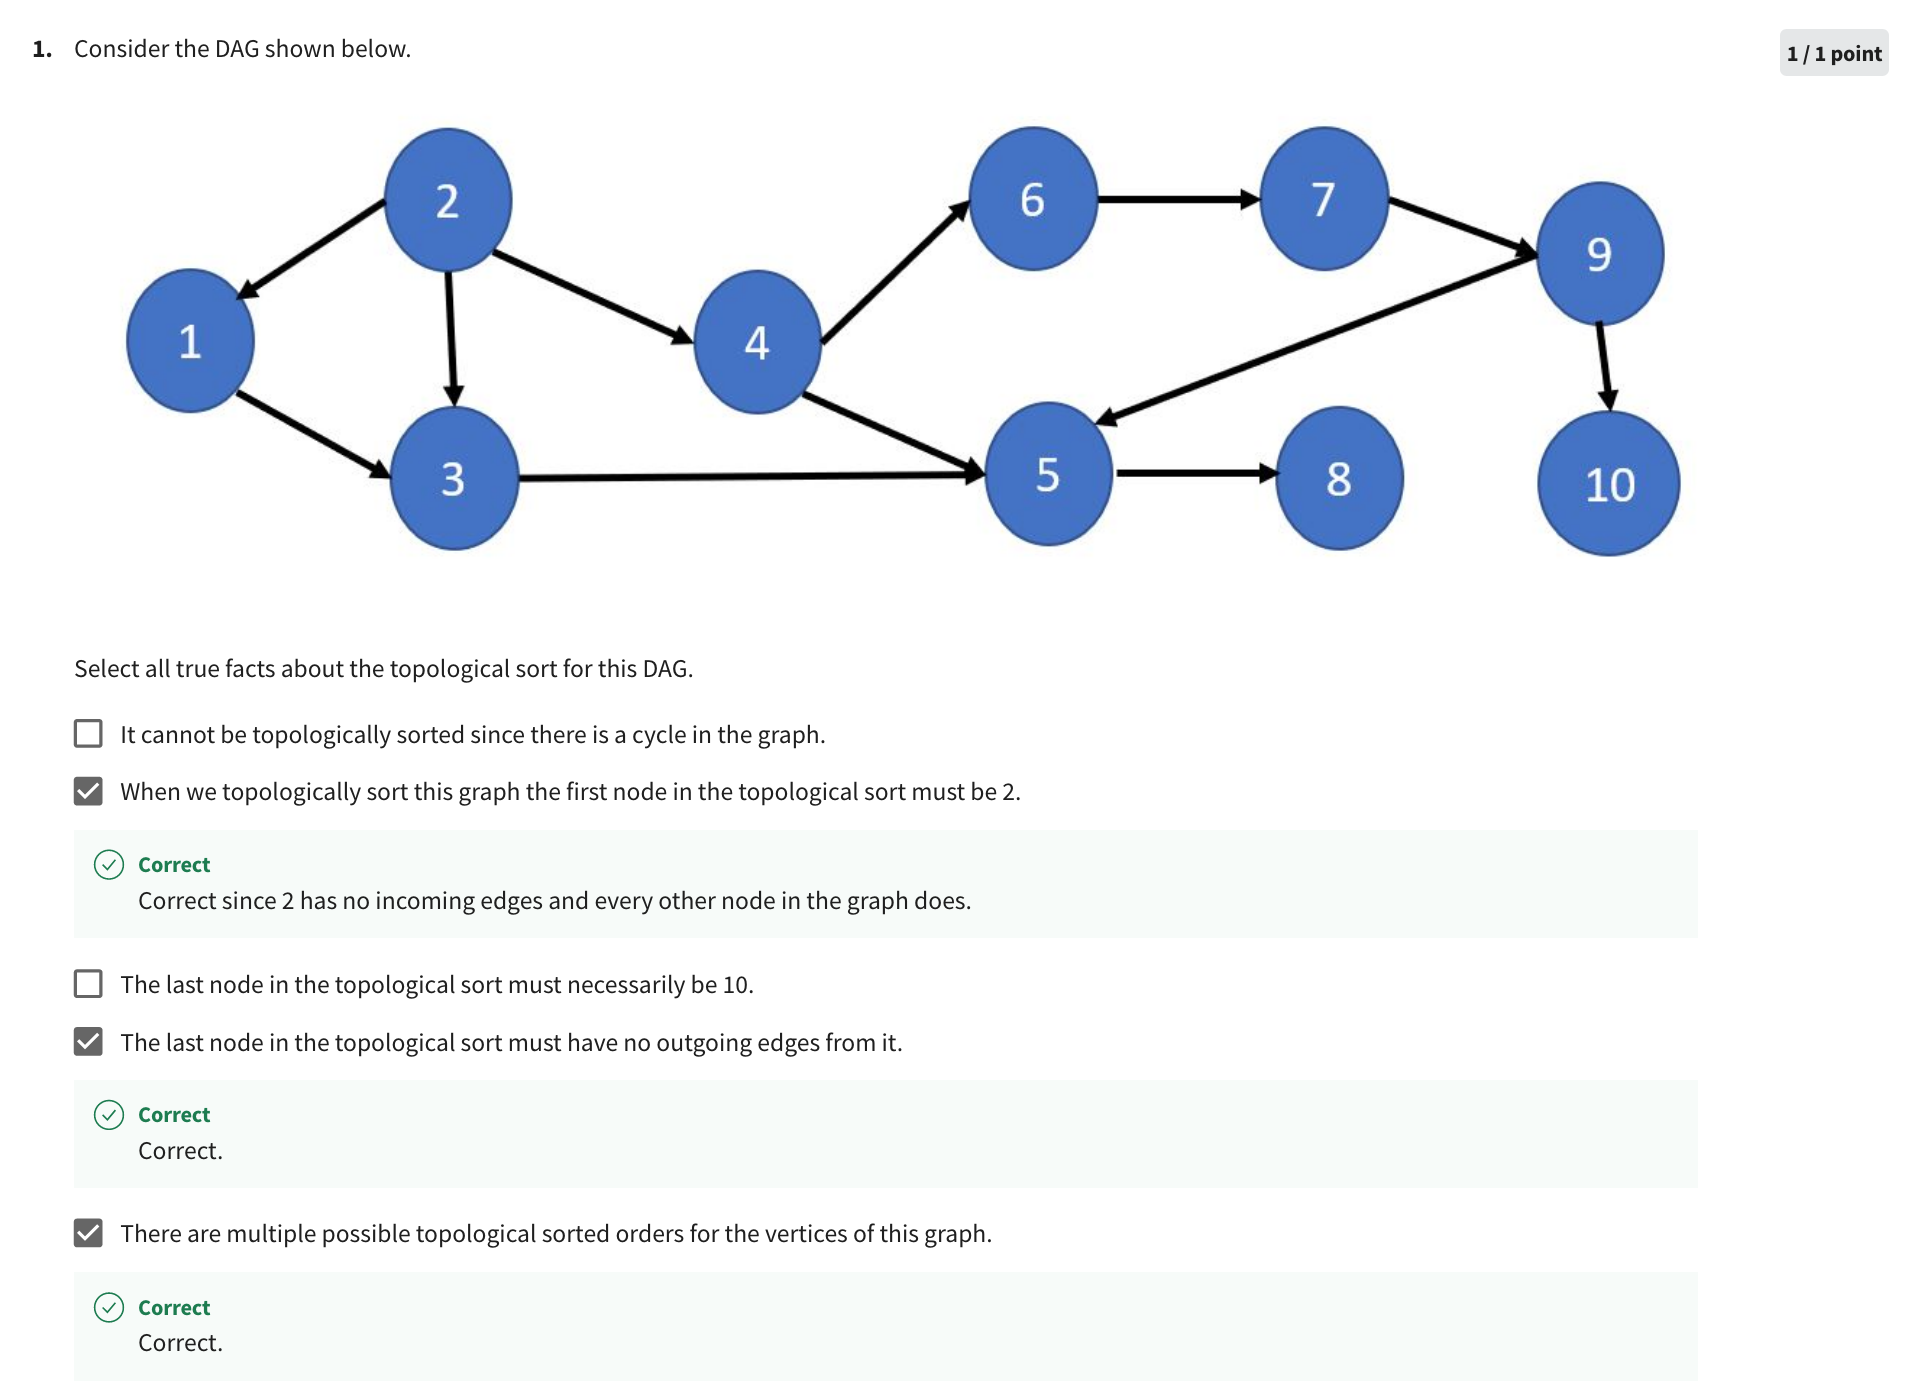 1. Consider the DAG shown below.
1 / 1 point
2
6
7
9
1
4
3
5
8
10
Select all true facts about the topological sort for this DAG.
It cannot be topologically sorted since there is a cycle in the graph.
When we topologically sort this graph the first node in the topological sort must be 2.
Correct
Correct since 2 has no incoming edges and every other node in the graph does.
The last node in the topological sort must necessarily be 10.
The last node in the topological sort must have no outgoing edges from it.
Correct
Correct.
There are multiple possible topological sorted orders for the vertices of this graph.
Correct
Correct.